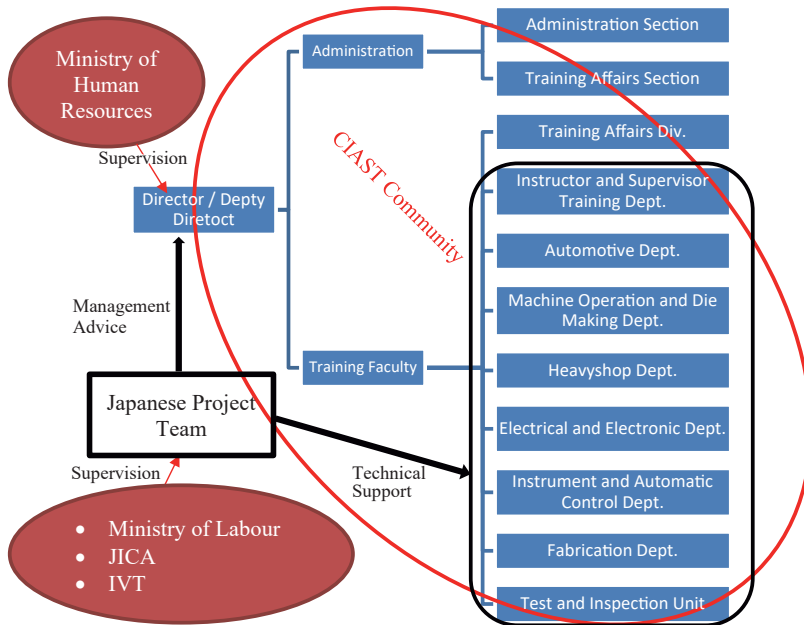 Ministry of
Human
Resources
Supervision
Director / Depty
Diretoct
Management
Advice
Japanese Project
Team
Supervision
• Ministry of Labour
• JICA
• IVT
Technical
Support
CIAST Community
Administration
Training Faculty
Administration Section
Training Affairs Section
Training Affairs Div.
Instructor and Supervisor
Training Dept.
Automotive Dept.
Machine Operation and Die
Making Dept.
Heavyshop Dept.
Electrical and Electronic Dept.
Instrument and Automatic
Control Dept.
Fabrication Dept.
Test and Inspection Unit